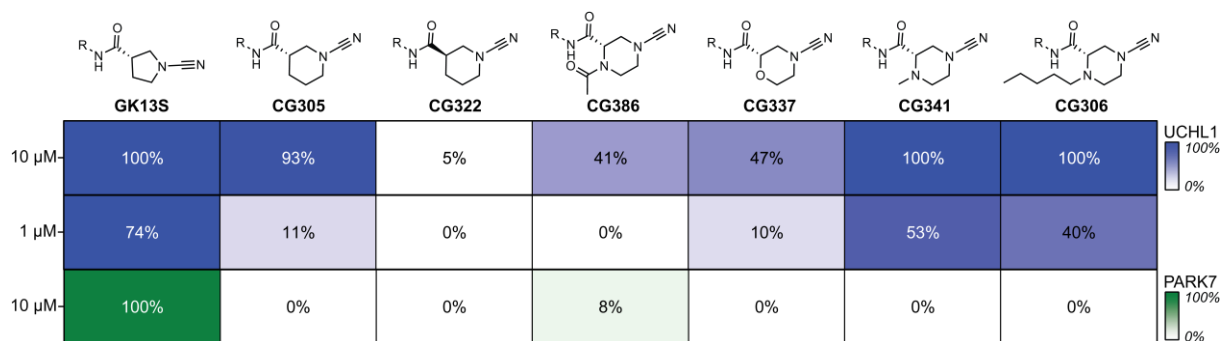 GK13S CG305 CG322 CG386 CG337 CG341 CG306
R N H O N N
R N H O N N
R N H O N N
R N H O N N O
R N H O N N O
R N H O N N N
R N H O N N N
UCHL1
10 µM 100% 93% 5% 41% 47% 100% 100% 100%
0%
1 µM 74% 11% 0% 0% 10% 53% 40%
PARK7
10 µM 100% 0% 0% 8% 0% 0% 0% 100%
0%